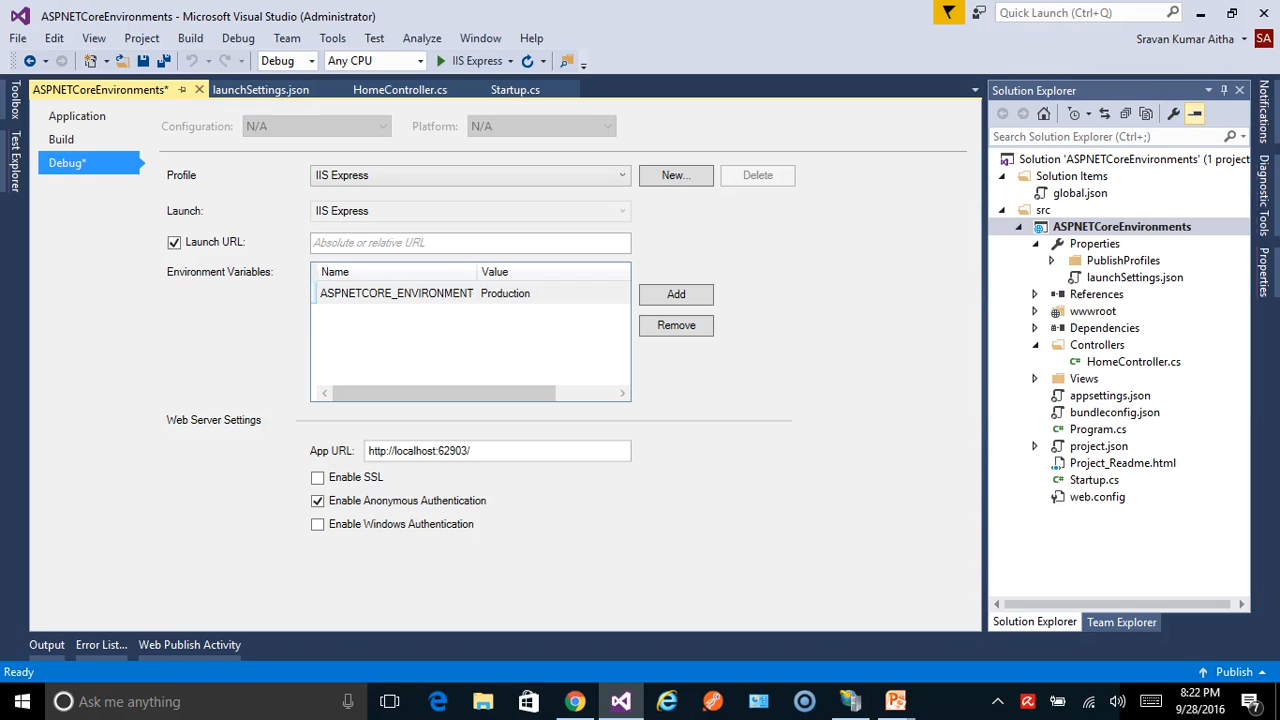 ASPNETCoreEnvironments - Microsoft Visual Studio (Administrator)
Quick Launch (Ctrl+Q)
File Edit View Project Build Debug Team Tools Test Analyze Window Help
Sravan Kumar Aitha SA
Debug Any CPU IIS Express
Toolbox
Test Explorer
ASPNETCoreEnvironments* launchSettings.json HomeController.cs Startup.cs
Application
Build
Debug*
Configuration: N/A Platform: N/A
Profile IIS Express New... Delete
Launch: IIS Express
Launch URL: Absolute or relative URL
Environment Variables: Name Value
ASPNETCORE_ENVIRONMENT Production
Add
Remove
Web Server Settings
App URL: http://localhost:62903/
Enable SSL
Enable Anonymous Authentication
Enable Windows Authentication
Solution Explorer
Search Solution Explorer (Ctrl+;)
Solution 'ASPNETCoreEnvironments' (1 project
Solution Items
global.json
src
ASPNETCoreEnvironments
Properties
PublishProfiles
launchSettings.json
References
wwwroot
Dependencies
Controllers
HomeController.cs
Views
appsettings.json
bundleconfig.json
Program.cs
project.json
Project_Readme.html
Startup.cs
web.config
Solution Explorer Team Explorer
Notifications
Diagnostic Tools
Properties
Output Error List... Web Publish Activity
Ready Publish
Ask me anything
8:22 PM
9/28/2016
7